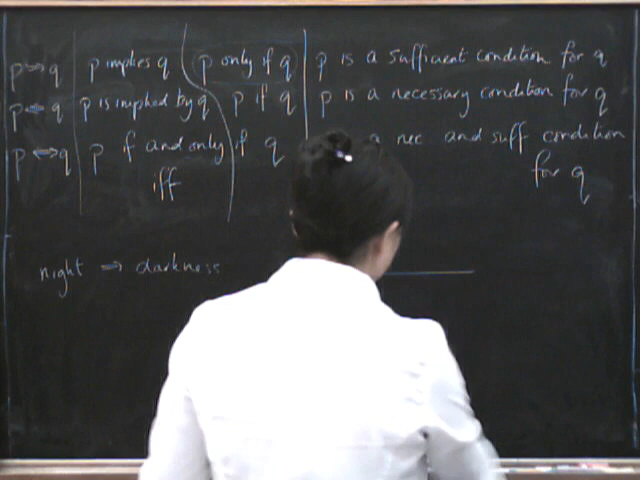 p ⇒ q p implies q p only if q p is a sufficient condition for q
p ⇐ q p is implied by q p if q p is a necessary condition for q
p ⇔ q p if and only if q a nec and suff condition
iff for q
night ⇒ darkness